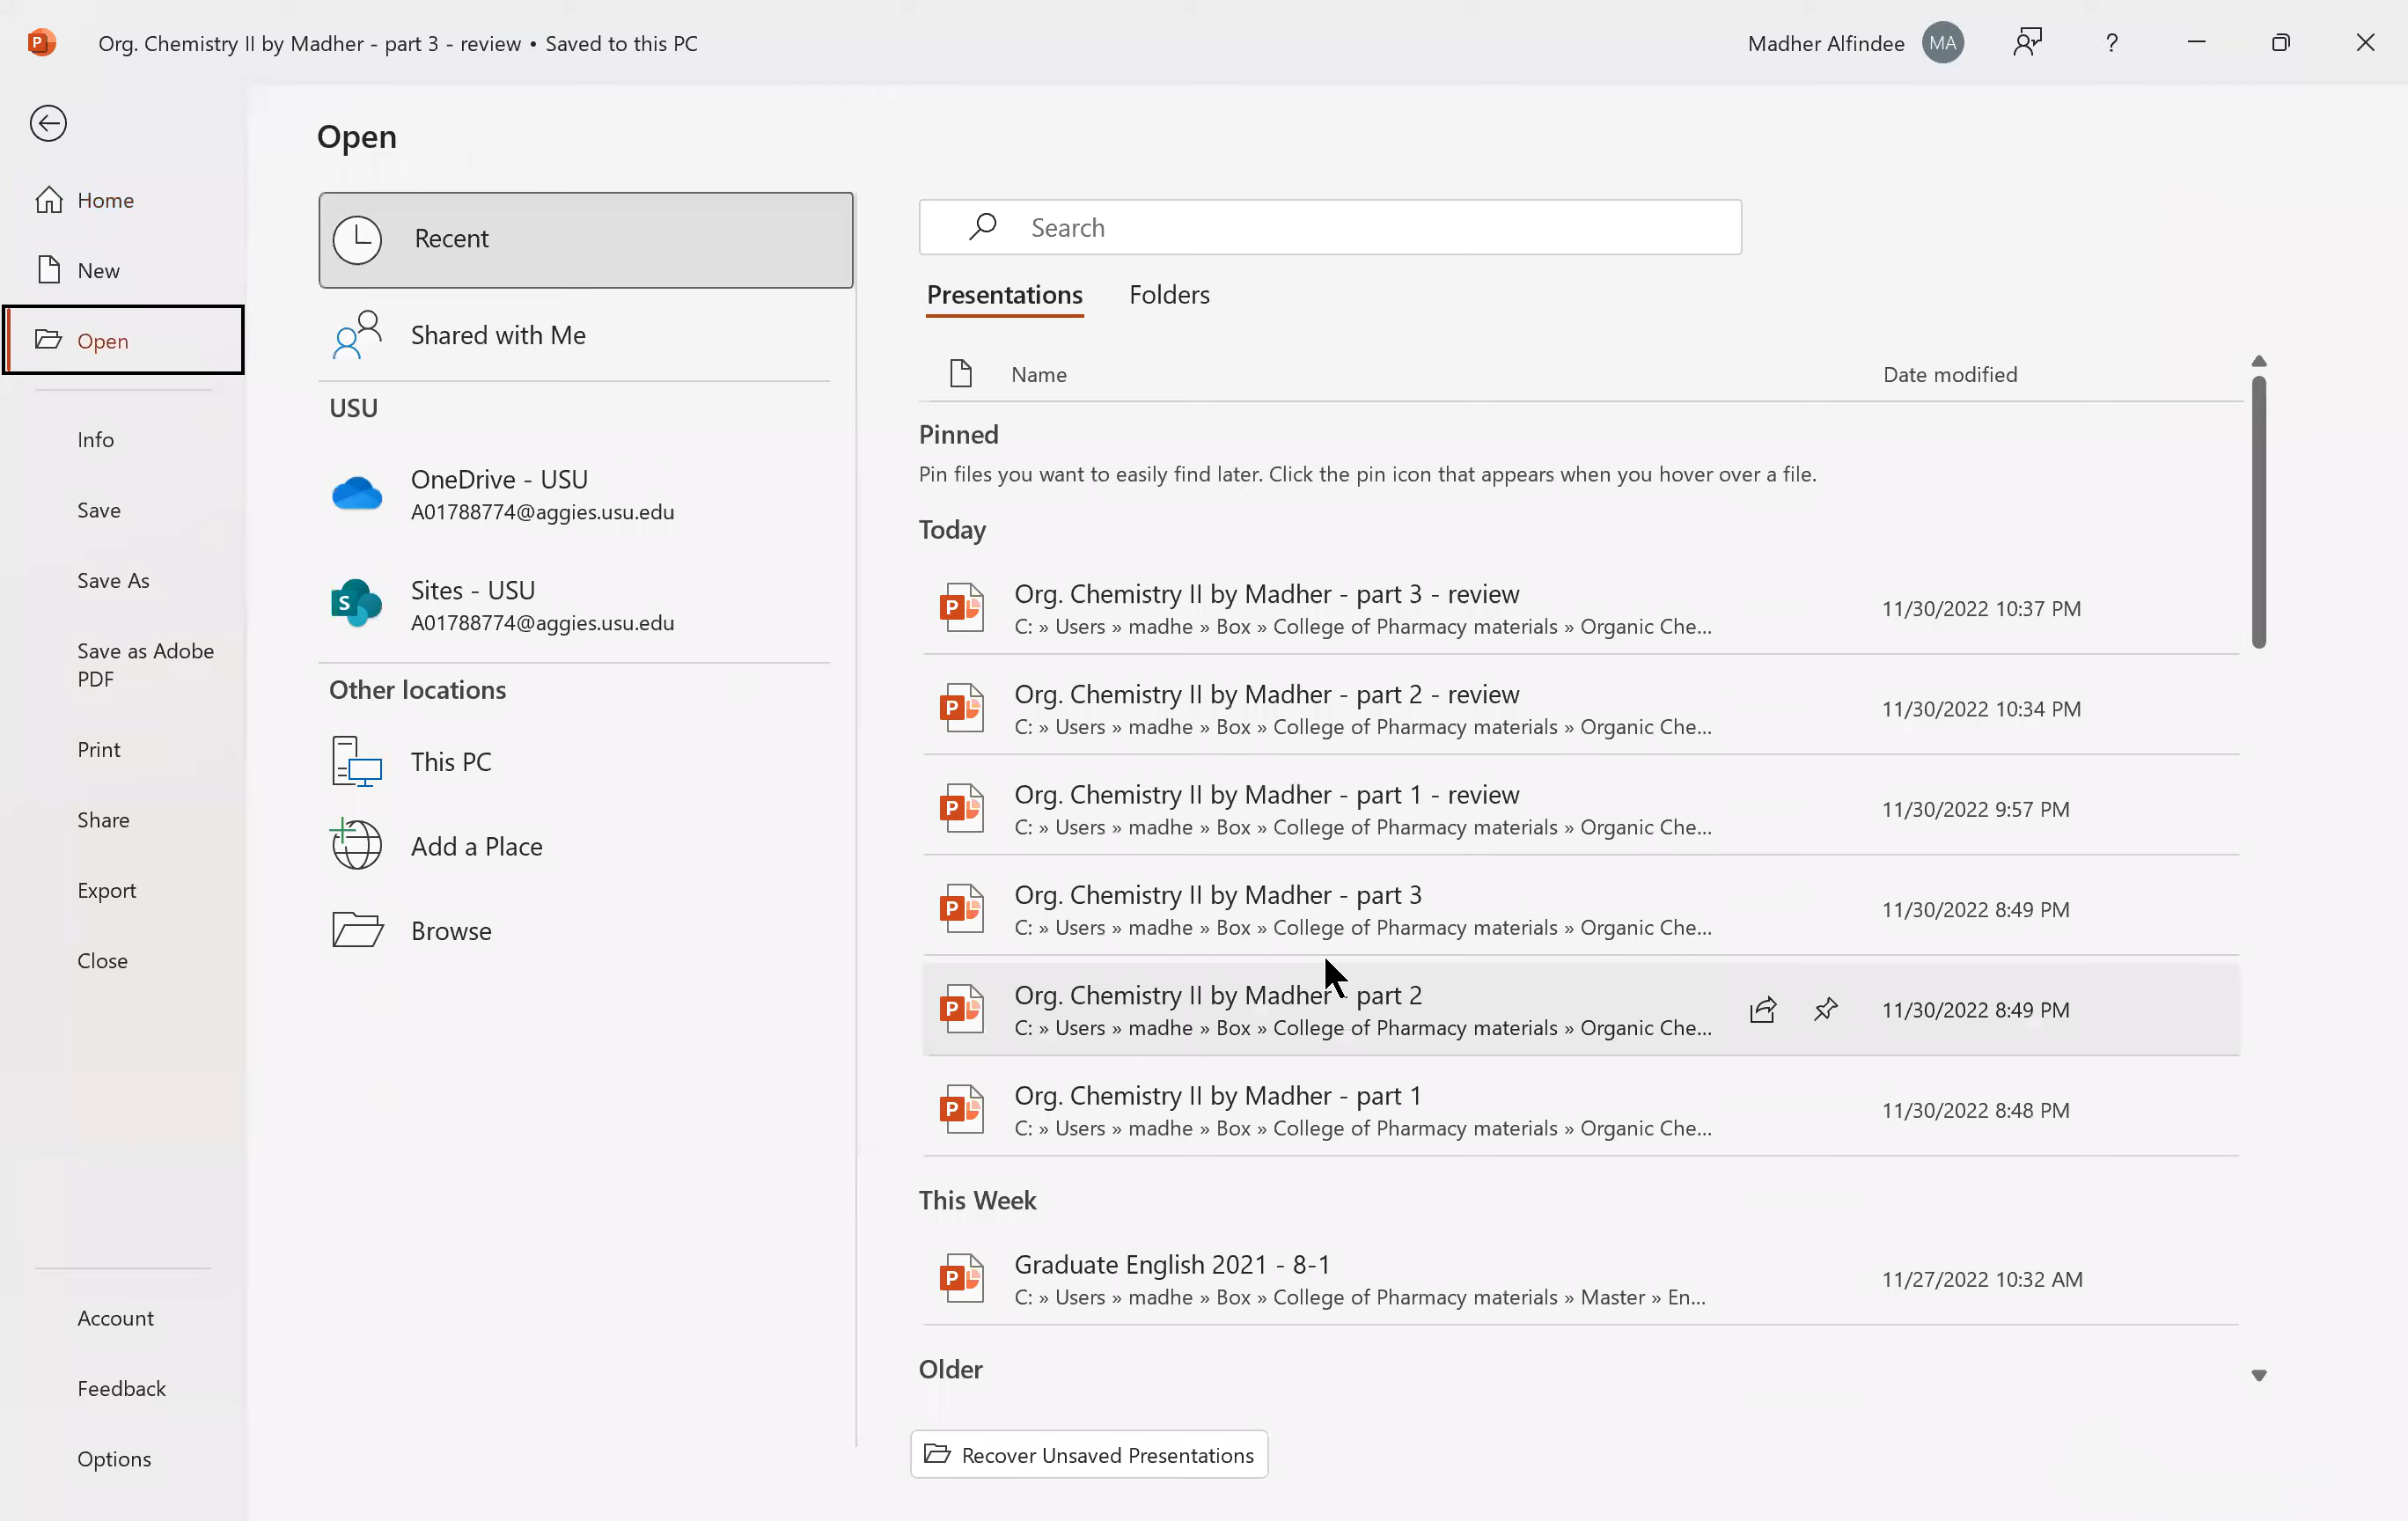 Org. Chemistry II by Madher - part 3 - review • Saved to this PC
Madher Alfindee MA ?
Home
New
Open
Info
Save
Save As
Save as Adobe
PDF
Print
Share
Export
Close
Account
Feedback
Options
Open
Recent
Shared with Me
USU
OneDrive - USU
A01788774@aggies.usu.edu
Sites - USU
A01788774@aggies.usu.edu
Other locations
This PC
Add a Place
Browse
Search
Presentations Folders
Name Date modified
Pinned
Pin files you want to easily find later. Click the pin icon that appears when you hover over a file.
Today
Org. Chemistry II by Madher - part 3 - review
C: » Users » madhe » Box » College of Pharmacy materials » Organic Che...
11/30/2022 10:37 PM
Org. Chemistry II by Madher - part 2 - review
C: » Users » madhe » Box » College of Pharmacy materials » Organic Che...
11/30/2022 10:34 PM
Org. Chemistry II by Madher - part 1 - review
C: » Users » madhe » Box » College of Pharmacy materials » Organic Che...
11/30/2022 9:57 PM
Org. Chemistry II by Madher - part 3
C: » Users » madhe » Box » College of Pharmacy materials » Organic Che...
11/30/2022 8:49 PM
Org. Chemistry II by Madher - part 2
C: » Users » madhe » Box » College of Pharmacy materials » Organic Che...
11/30/2022 8:49 PM
Org. Chemistry II by Madher - part 1
C: » Users » madhe » Box » College of Pharmacy materials » Organic Che...
11/30/2022 8:48 PM
This Week
Graduate English 2021 - 8-1
C: » Users » madhe » Box » College of Pharmacy materials » Master » En...
11/27/2022 10:32 AM
Older
Recover Unsaved Presentations